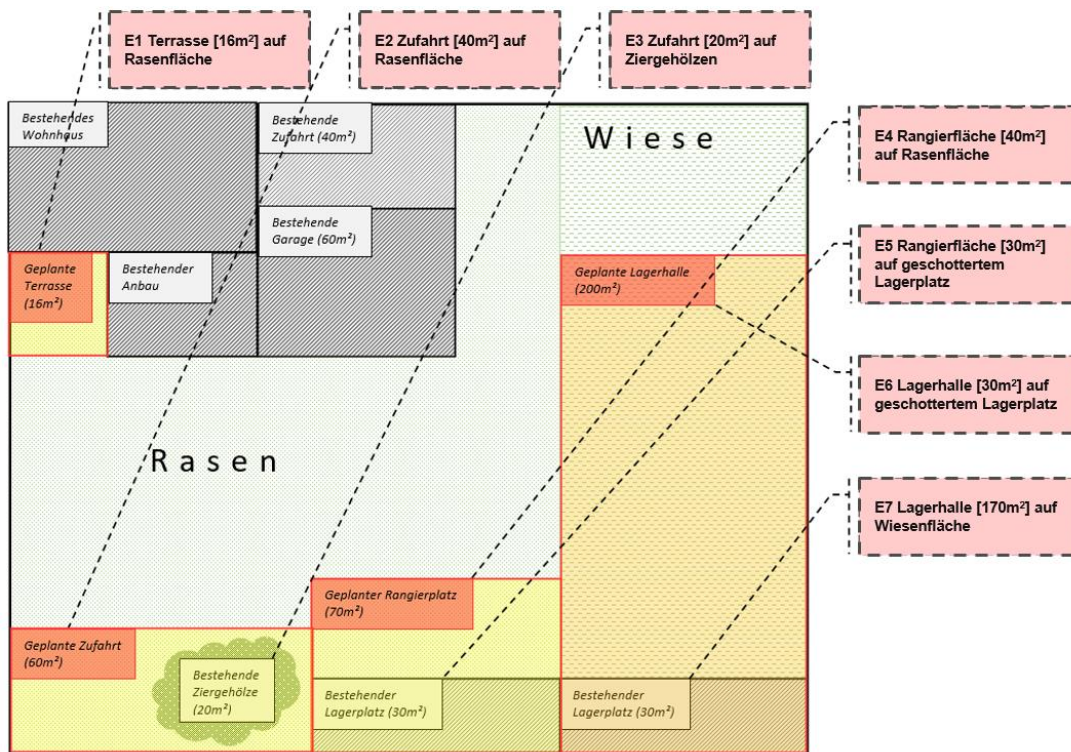 E1 Terrasse [16m²] auf
Rasenfläche
E2 Zufahrt [40m²] auf
Rasenfläche
E3 Zufahrt [20m²] auf
Ziergehölzen
Bestehendes
Wohnhaus
Bestehende
Zufahrt (40m²)
Wiese
E4 Rangierfläche [40m²]
auf Rasenfläche
Bestehende
Garage (60m²)
E5 Rangierfläche [30m²]
auf geschottertem
Lagerplatz
Geplante
Terrasse
(16m²)
Bestehender
Anbau
Geplante Lagerhalle
(200m²)
E6 Lagerhalle [30m²] auf
geschottertem Lagerplatz
Rasen
E7 Lagerhalle [170m²] auf
Wiesenfläche
Geplanter Rangierplatz
(70m²)
Geplante Zufahrt
(60m²)
Bestehende
Ziergehölze
(20m²)
Bestehender
Lagerplatz (30m²)
Bestehender
Lagerplatz (30m²)